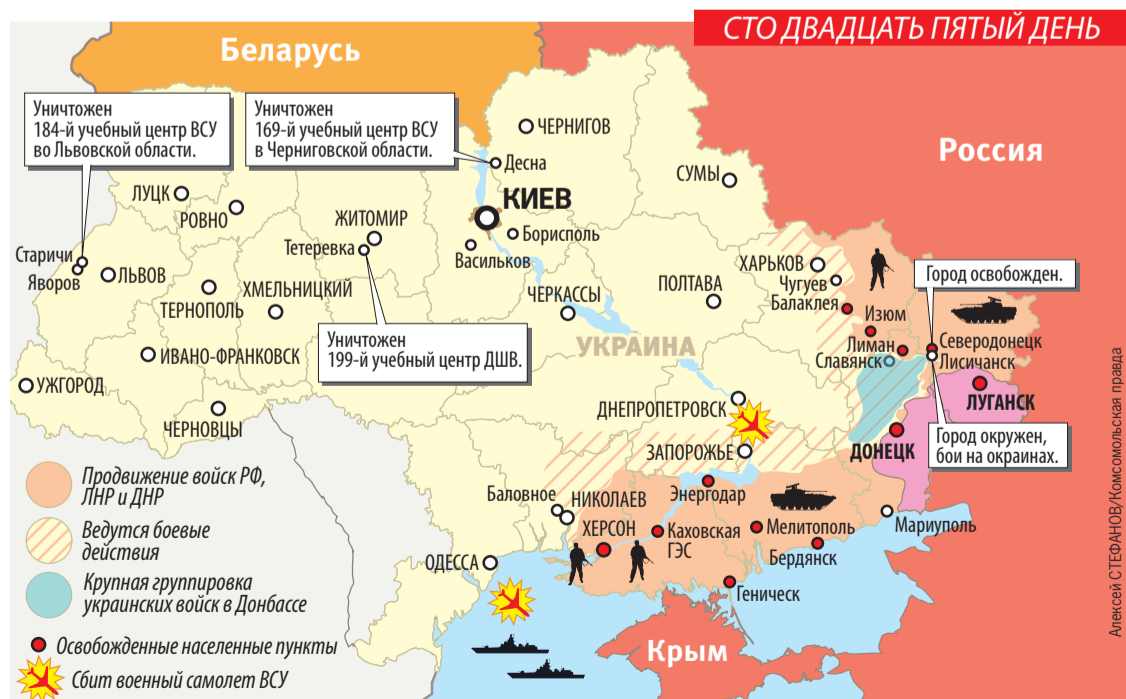 СТО ДВАДЦАТЬ ПЯТЫЙ ДЕНЬ
Беларусь
Россия
Уничтожен
184-й учебный центр ВСУ
во Львовской области.
Уничтожен
169-й учебный центр ВСУ
в Черниговской области.
ЧЕРНИГОВ
Десна
СУМЫ
ЛУЦК
РОВНО
КИЕВ
ЖИТОМИР
Тетеревка
Борисполь
Васильков
Старичи
Яворов
ЛЬВОВ
ТЕРНОПОЛЬ
ХМЕЛЬНИЦКИЙ
ЧЕРКАССЫ
ПОЛТАВА
ХАРЬКОВ
Чугуев
Балаклея
Город освобожден.
Изюм
Лиман
Славянск
Северодонецк
Лисичанск
УКРАИНА
Уничтожен
199-й учебный центр ДШВ.
ИВАНО-ФРАНКОВСК
УЖГОРОД
ЧЕРНОВЦЫ
ДНЕПРОПЕТРОВСК
ЛУГАНСК
ДОНЕЦК
Город окружен,
бои на окраинах.
ЗАПОРОЖЬЕ
Энергодар
Баловное
НИКОЛАЕВ
ХЕРСОН
Каховская
ГЭС
Мелитополь
Бердянск
Мариуполь
ОДЕССА
Геническ
Крым
Продвижение войск РФ,
ЛНР и ДНР
Ведутся боевые
действия
Крупная группировка
украинских войск в Донбассе
Освобожденные населенные пункты
Сбит военный самолет ВСУ
Алексей СТЕФАНОВ/Комсомольская правда